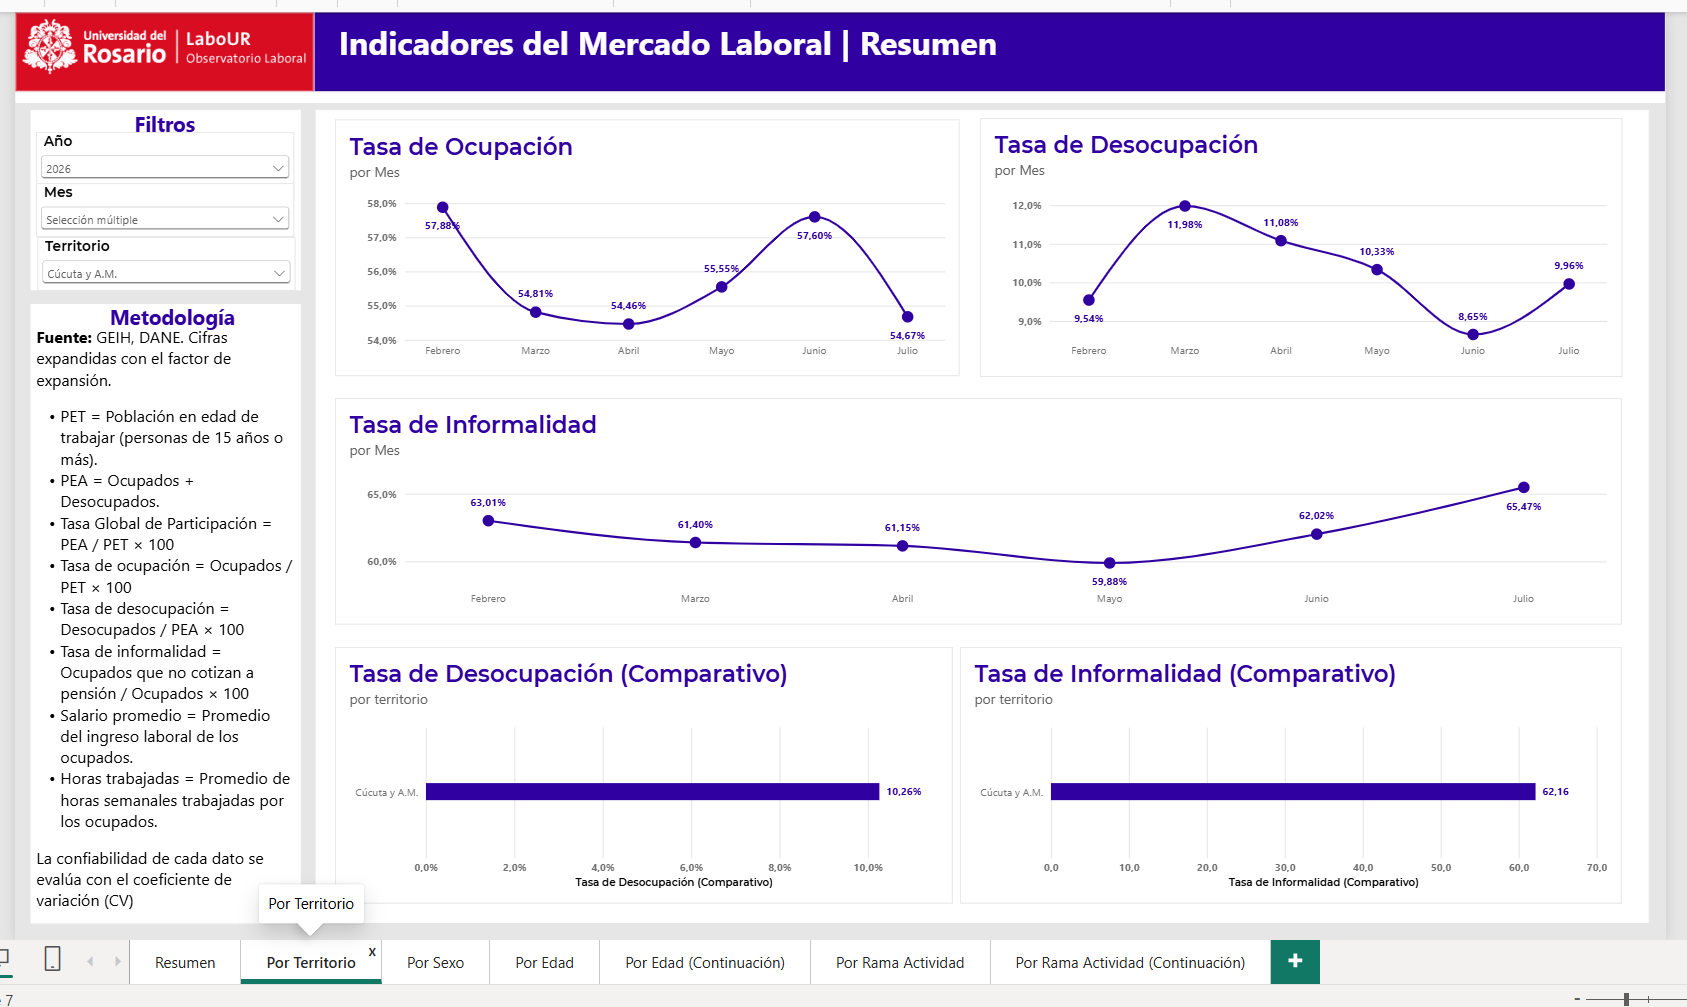 Universidad del
Rosario
LaboUR
Observatorio Laboral
Indicadores del Mercado Laboral | Resumen
Filtros
Año
2026
Mes
Selección múltiple
Territorio
Cúcuta y A.M.
Metodología
Fuente: GEIH, DANE. Cifras
expandidas con el factor de
expansión.
• PET = Población en edad de
trabajar (personas de 15 años o
más).
• PEA = Ocupados +
Desocupados.
• Tasa Global de Participación =
PEA / PET × 100
• Tasa de ocupación = Ocupados /
PET × 100
• Tasa de desocupación =
Desocupados / PEA × 100
• Tasa de informalidad =
Ocupados que no cotizan a
pensión / Ocupados × 100
• Salario promedio = Promedio
del ingreso laboral de los
ocupados.
• Horas trabajadas = Promedio de
horas semanales trabajadas por
los ocupados.
La confiabilidad de cada dato se
evalúa con el coeficiente de
variación (CV)
Tasa de Ocupación
por Mes
58,0%
57,0%
56,0%
55,0%
54,0%
57,88%
54,81%
54,46%
55,55%
57,60%
54,67%
Febrero Marzo Abril Mayo Junio Julio
Tasa de Desocupación
por Mes
12,0%
11,0%
10,0%
9,0%
9,54%
11,98%
11,08%
10,33%
8,65%
9,96%
Febrero Marzo Abril Mayo Junio Julio
Tasa de Informalidad
por Mes
65,0%
60,0%
63,01%
61,40%
61,15%
59,88%
62,02%
65,47%
Febrero Marzo Abril Mayo Junio Julio
Tasa de Desocupación (Comparativo)
por territorio
Cúcuta y A.M.
10,26%
0,0% 2,0% 4,0% 6,0% 8,0% 10,0%
Tasa de Desocupación (Comparativo)
Tasa de Informalidad (Comparativo)
por territorio
Cúcuta y A.M.
62,16
0,0 10,0 20,0 30,0 40,0 50,0 60,0 70,0
Tasa de Informalidad (Comparativo)
Por Territorio
Resumen
Por Territorio x
Por Sexo
Por Edad
Por Edad (Continuación)
Por Rama Actividad
Por Rama Actividad (Continuación)
+
7